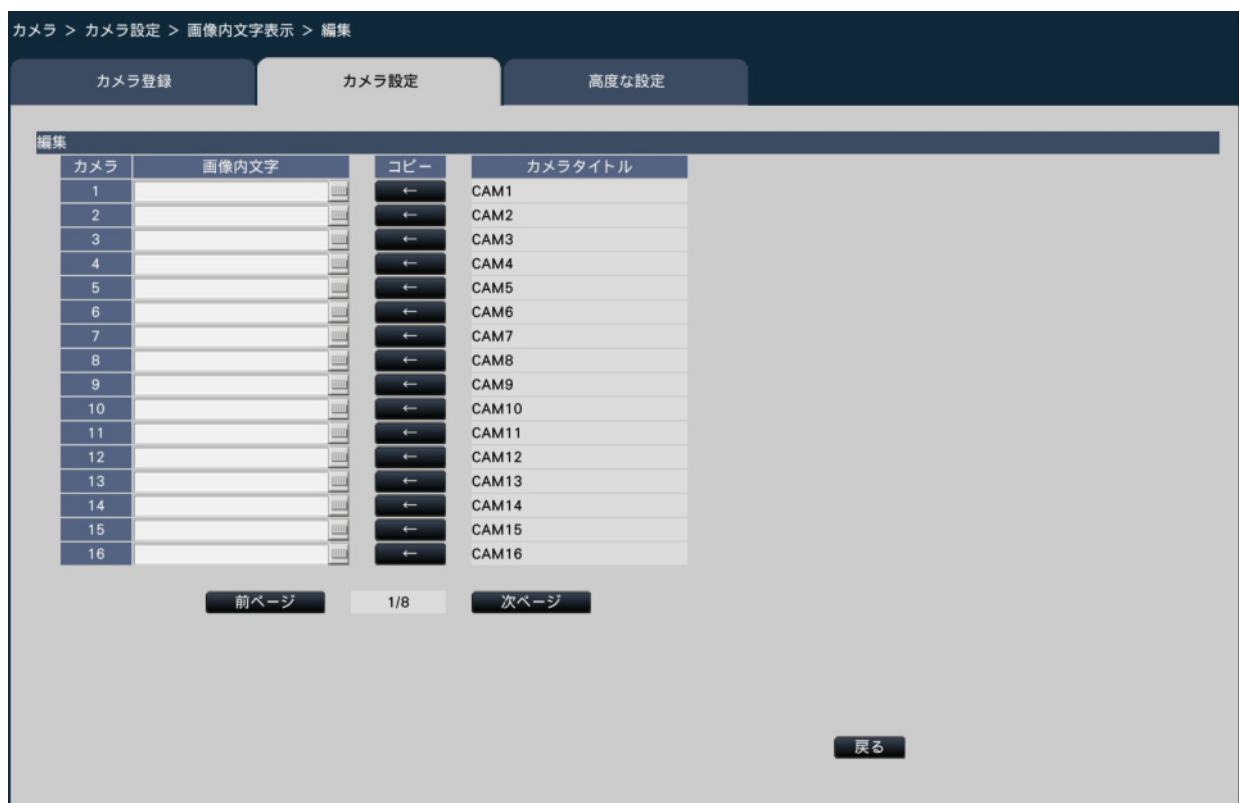 カメラ > カメラ設定 > 画像内文字表示 > 編集
カメラ登録 カメラ設定 高度な設定
編集
カメラ 画像内文字 コピー カメラタイトル
1 ← CAM1
2 ← CAM2
3 ← CAM3
4 ← CAM4
5 ← CAM5
6 ← CAM6
7 ← CAM7
8 ← CAM8
9 ← CAM9
10 ← CAM10
11 ← CAM11
12 ← CAM12
13 ← CAM13
14 ← CAM14
15 ← CAM15
16 ← CAM16
前ページ 1/8 次ページ
戻る